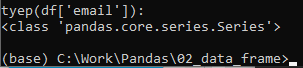 tyep(df['email']):
<class 'pandas.core.series.Series'>
(base) C:\Work\Pandas\02_data_frame>